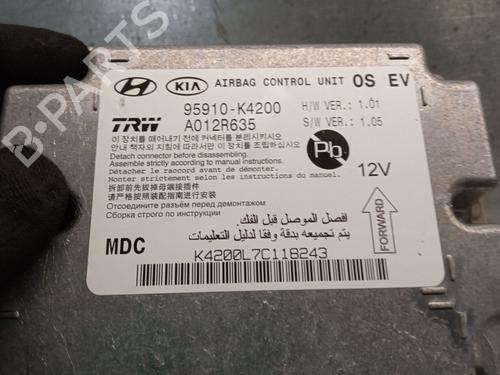 HYUNDAI KIA AIRBAG CONTROL UNIT OS EV
95910-K4200 H/W VER.: 1.01
TRW A012R635 S/W VER.: 1.05
이 장치를 떼어내기 전에 커넥터를 분리시키시오
안내 책자의 지침에 따라서 이 장치를 조립하십시오
Detach connector before disassembling.
Assemble strictly according to manual instructions.
Détacher le raccord avant de démonter.
Monter strictement selon les instructions du manuel.
拆卸前先拔掉母端接插件
请严格按照装配指南进行安装
Отсоедините разъём перед демонтажом
Сборка строго по инструкции
Pb
12V
FORWARD
افصل الموصل قبل الفك
يتم تجميعه بدقة وفقا لدليل التعليمات
MDC
K4200L7C118243
B-PARTS